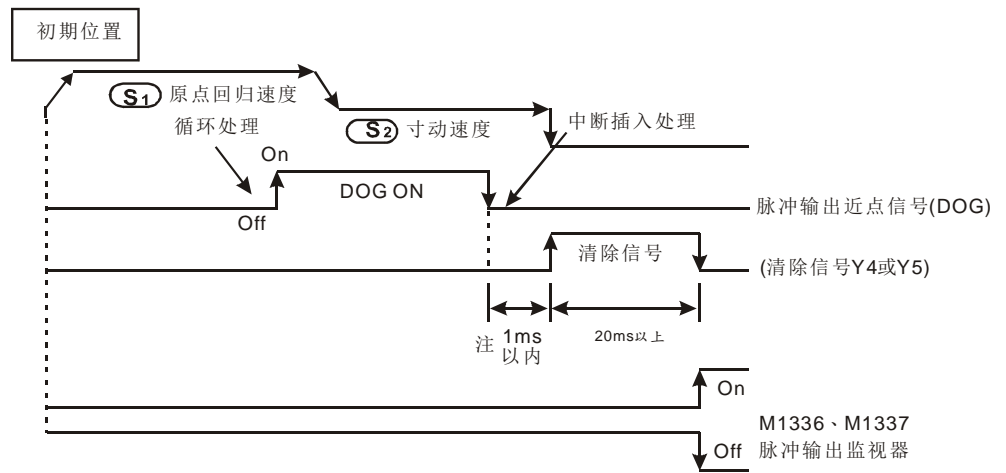 初期位置
S1 原点回归速度
循环处理
S2 寸动速度
中断插入处理
On
DOG ON
Off
脉冲输出近点信号(DOG)
清除信号
(清除信号Y4或Y5)
注 1ms
以内
20ms以上
On
M1336、M1337
Off 脉冲输出监视器